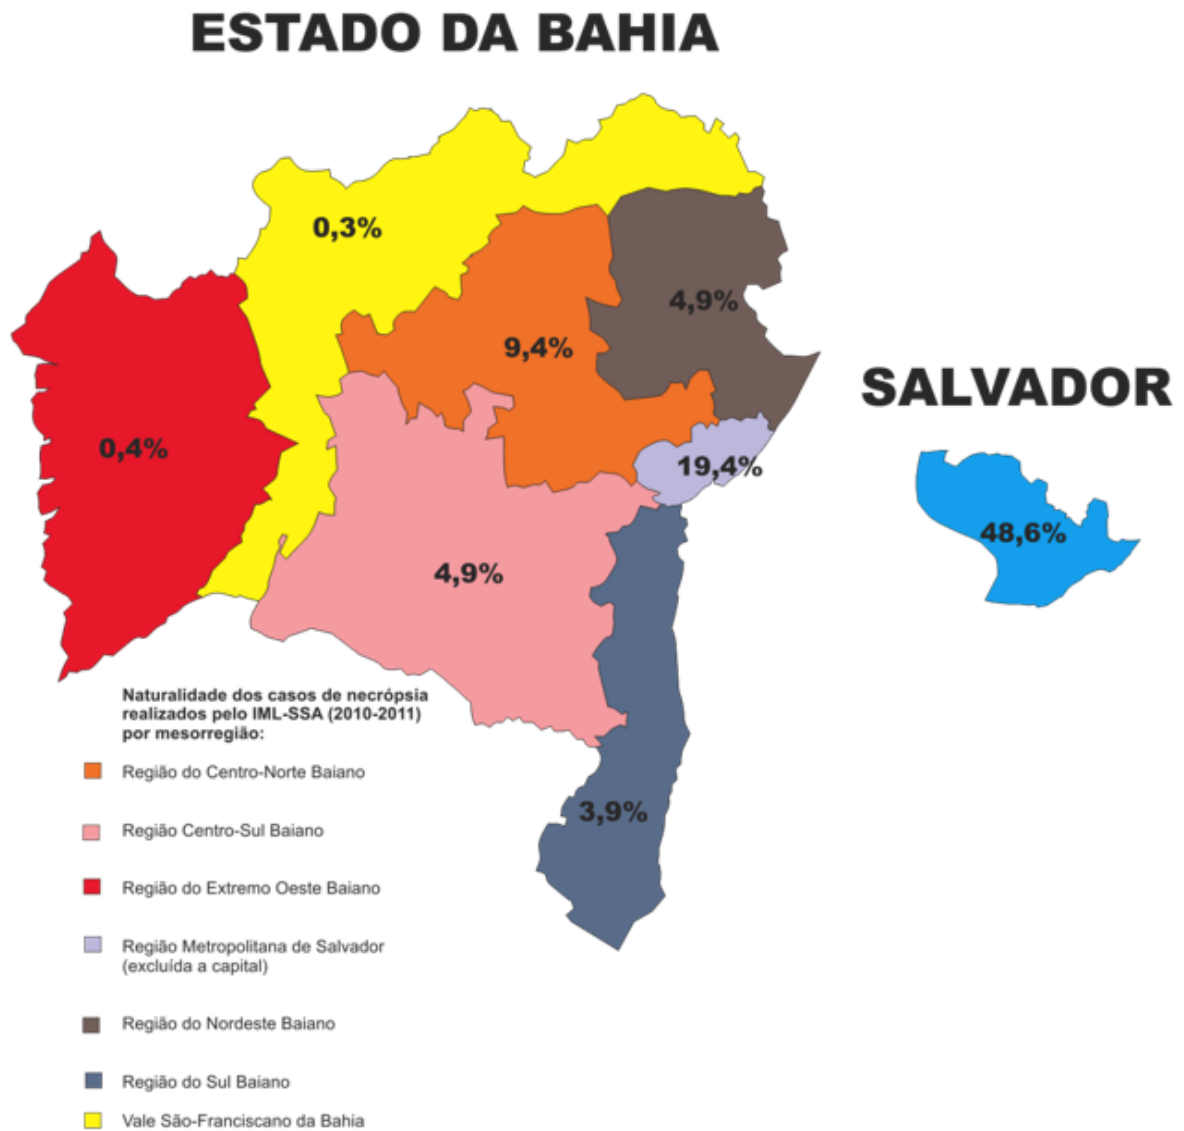 ESTADO DA BAHIA
0,3%
4,9%
9,4%
SALVADOR
0,4%
19,4%
48,6%
4,9%
Naturalidade dos casos de necrópsia
realizados pelo IML-SSA (2010-2011)
por mesorregião:
Região do Centro-Norte Baiano
3,9%
Região Centro-Sul Baiano
Região do Extremo Oeste Baiano
Região Metropolitana de Salvador
(excluída a capital)
Região do Nordeste Baiano
Região do Sul Baiano
Vale São-Franciscano da Bahia